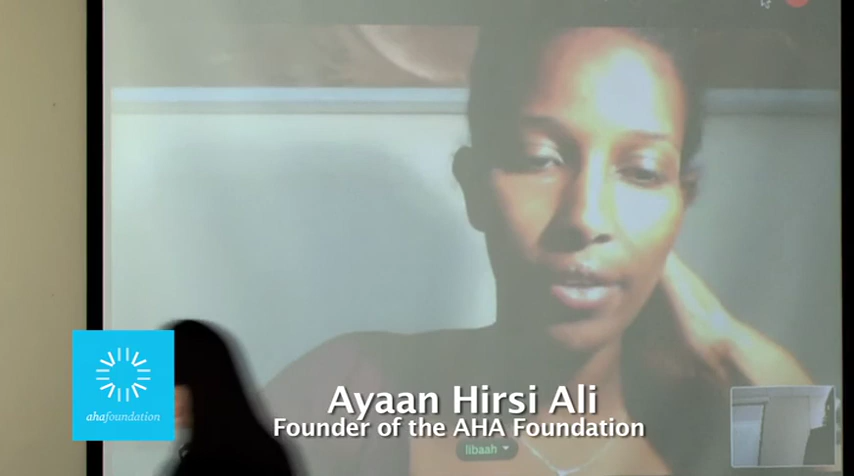 ahafoundation
Ayaan Hirsi Ali
Founder of the AHA Foundation
libaah